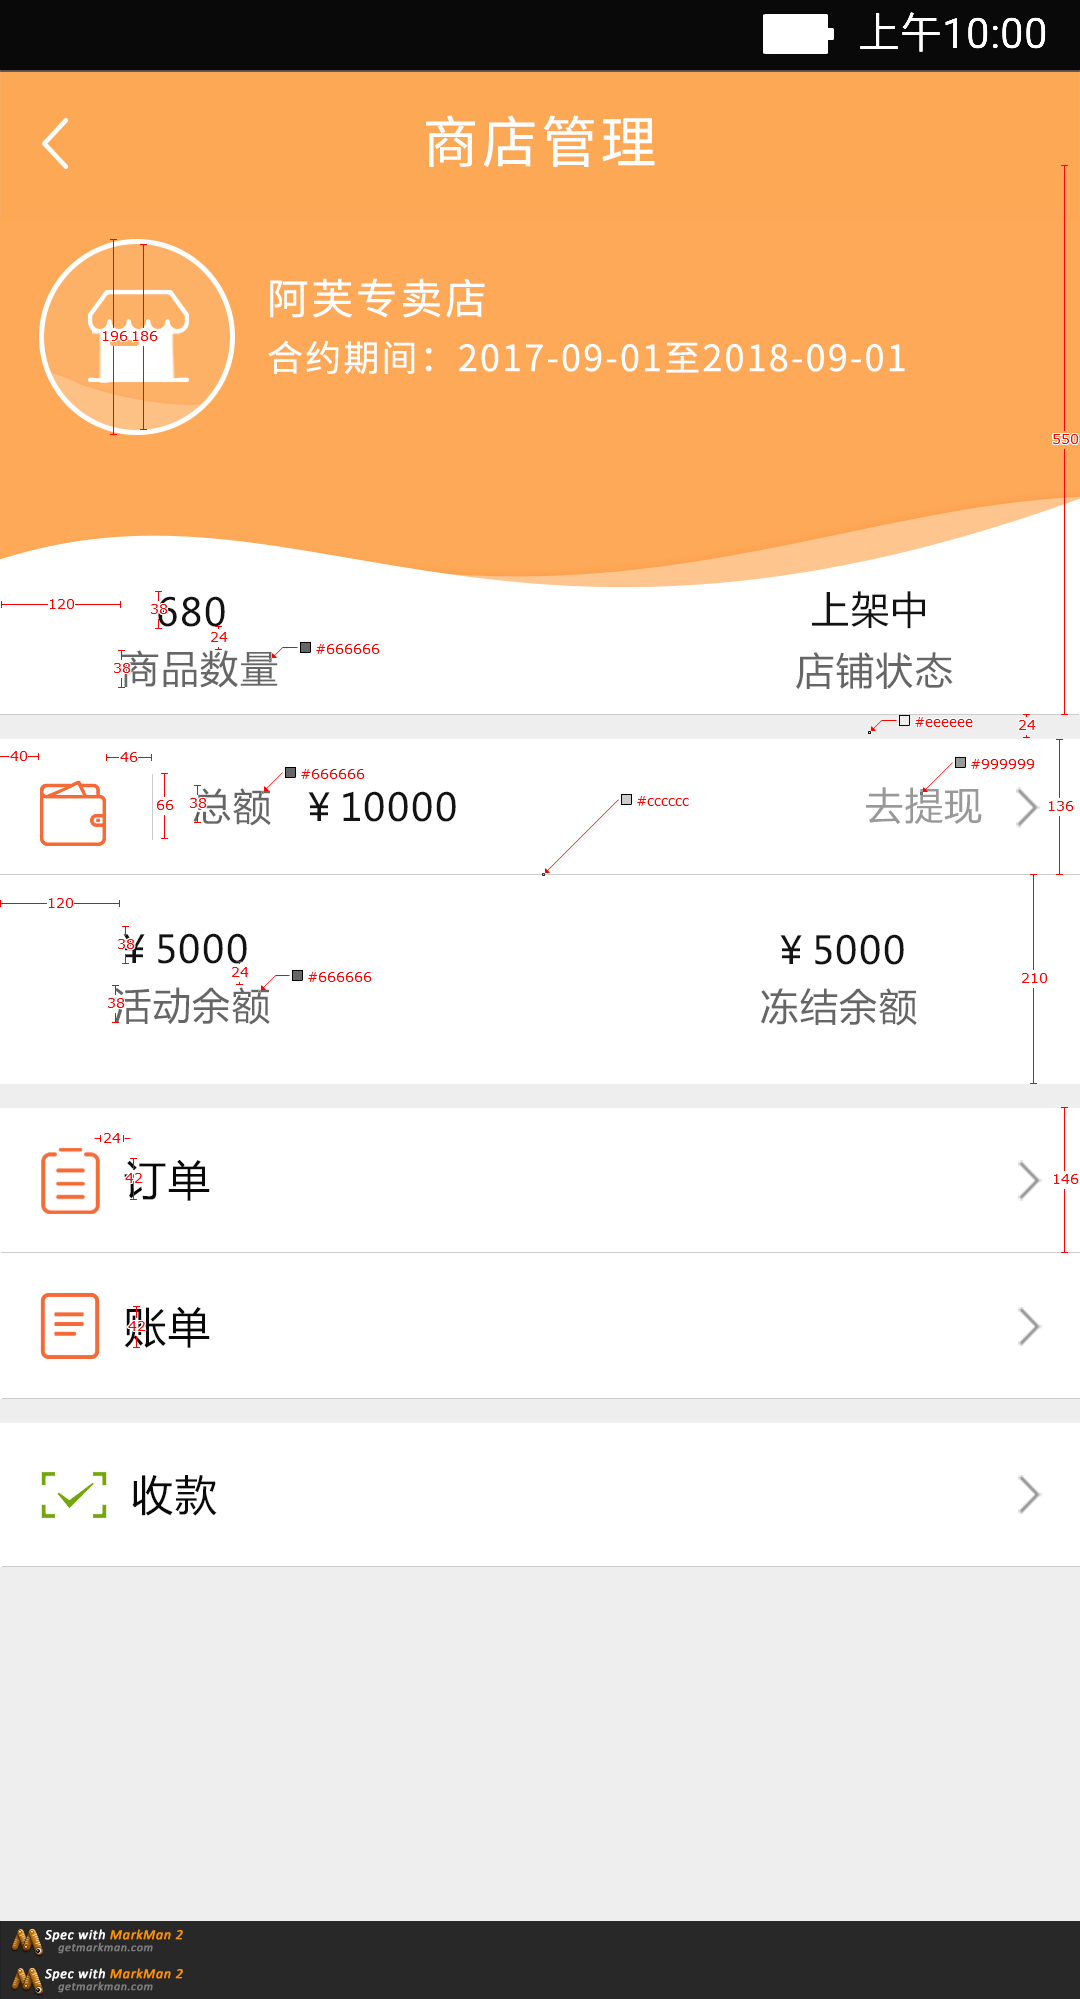 上午10:00
商店管理
阿芙专卖店
196 186
合约期间：2017-09-01至2018-09-01
550
120 38 680 上架中
24
#666666
38 商品数量 店铺状态
#eeeeee 24
40 46 #666666 #999999
66 38 总额 ¥ 10000 #cccccc 去提现 136
120
38 ¥ 5000 ¥ 5000
24 #666666 210
38 活动余额 冻结余额
24
42 订单 146
42 账单
收款
Spec with MarkMan 2
getmarkman.com
Spec with MarkMan 2
getmarkman.com